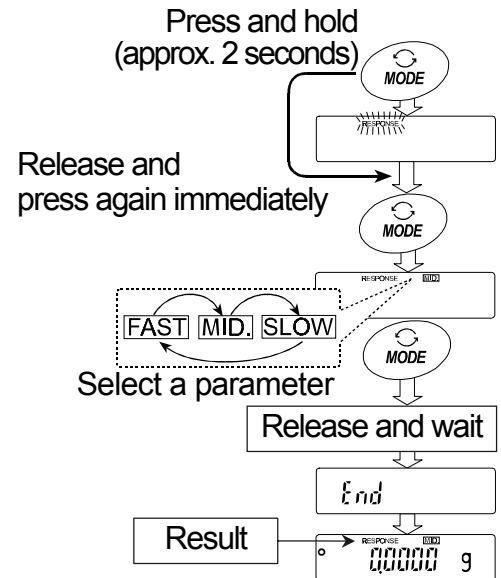 Press and hold
(approx. 2 seconds)
MODE
RESPONSE
Release and
press again immediately
MODE
RESPONSE MID.
FAST MID. SLOW
MODE
Select a parameter
Release and wait
End
Result
RESPONSE MID.
0.0000 g